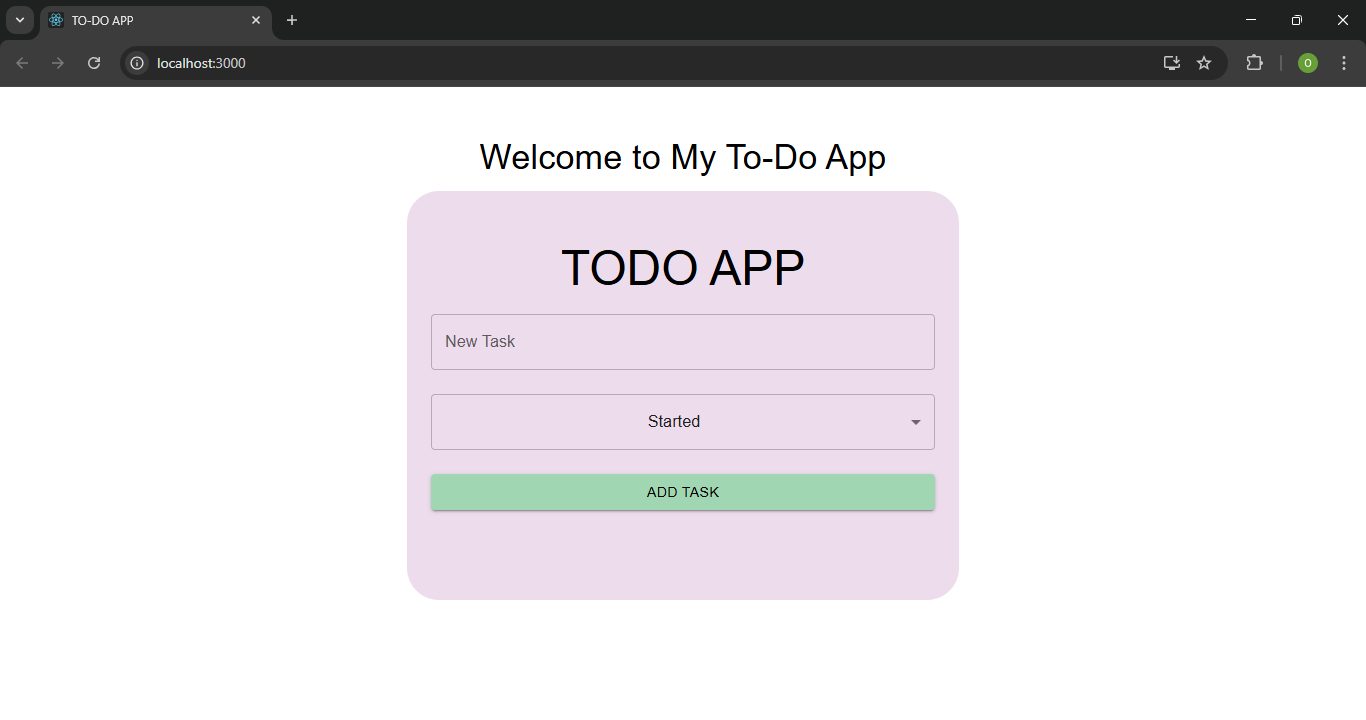 TO-DO APP
localhost:3000
O
Welcome to My To-Do App
TODO APP
New Task
Started
ADD TASK